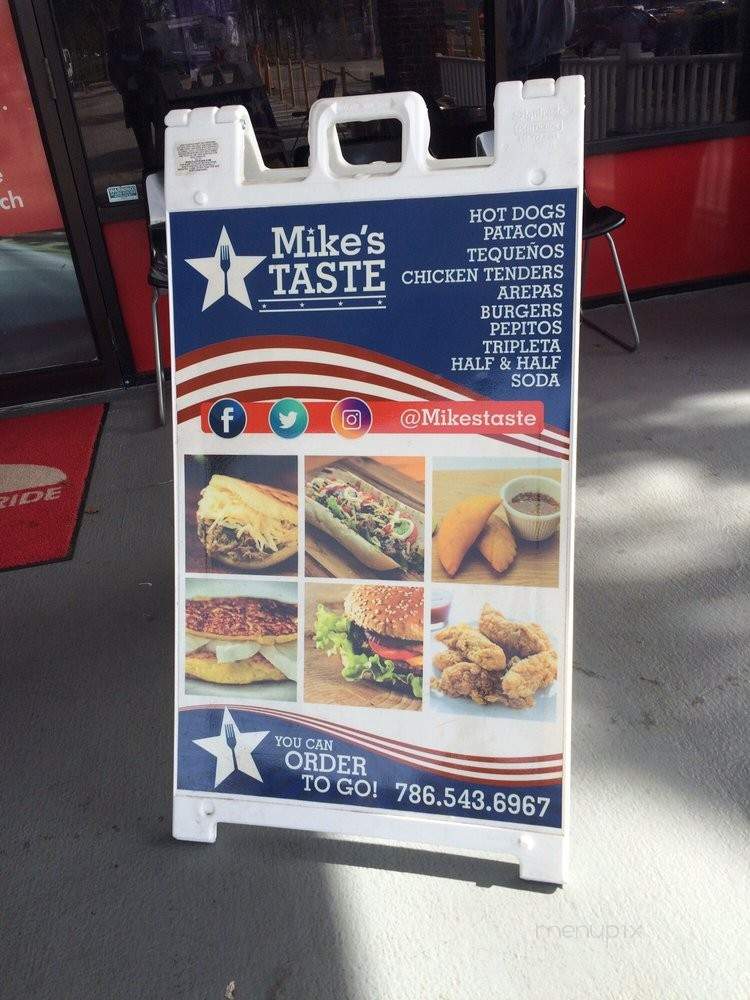 Mike's
TASTE
HOT DOGS
PATACON
TEQUEÑOS
CHICKEN TENDERS
AREPAS
BURGERS
PEPITOS
TRIPLETA
HALF & HALF
SODA
@Mikestaste
YOU CAN
ORDER
TO GO!
786.543.6967
RIDE
ch
menupix